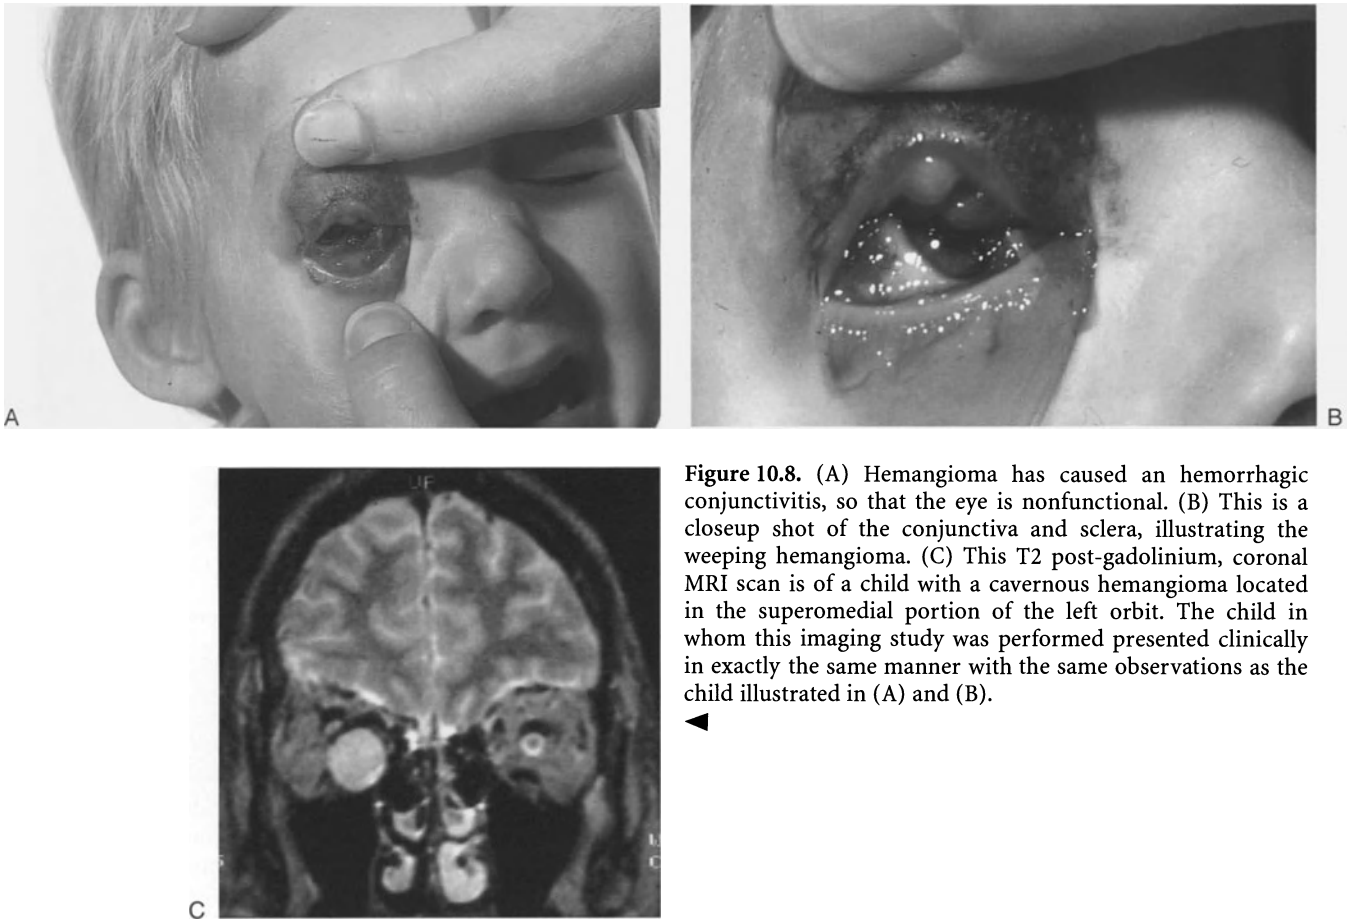 A
B
Figure 10.8. (A) Hemangioma has caused an hemorrhagic
conjunctivitis, so that the eye is nonfunctional. (B) This is a
closeup shot of the conjunctiva and sclera, illustrating the
weeping hemangioma. (C) This T2 post-gadolinium, coronal
MRI scan is of a child with a cavernous hemangioma located
in the superomedial portion of the left orbit. The child in
whom this imaging study was performed presented clinically
in exactly the same manner with the same observations as the
child illustrated in (A) and (B).
C